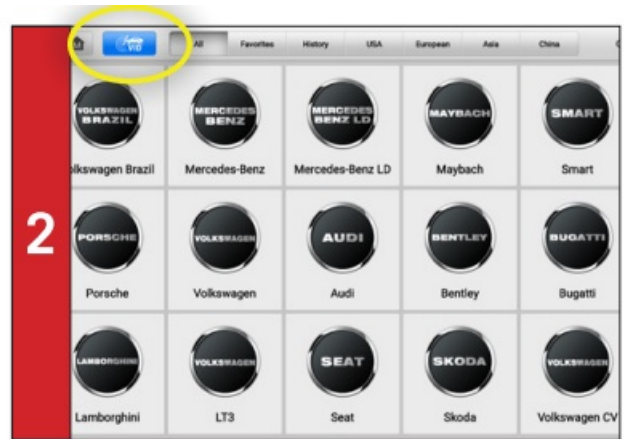 VID All Favorites History USA European Asia China
VOLKSWAGEN BRAZIL MERCEDES BENZ MERCEDES BENZ LD MAYBACH SMART
olkswagen Brazil Mercedes-Benz Mercedes-Benz LD Maybach Smart
2
PORSCHE VOLKSWAGEN AUDI BENTLEY BUGATTI
Porsche Volkswagen Audi Bentley Bugatti
LAMBORGHINI VOLKSWAGEN SEAT SKODA VOLKSWAGEN
Lamborghini LT3 Seat Skoda Volkswagen CV